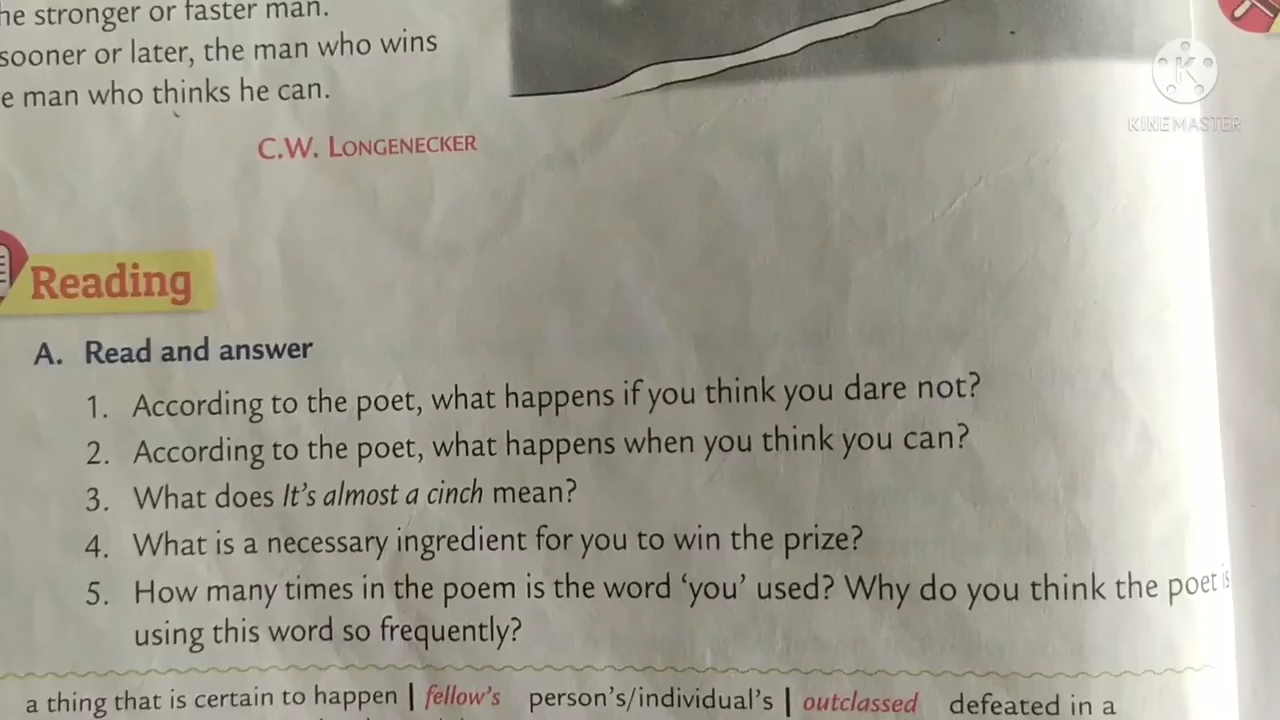 he stronger or faster man.
sooner or later, the man who wins
e man who thinks he can.
C.W. LONGENECKER
KINEMASTER
Reading
A. Read and answer
1. According to the poet, what happens if you think you dare not?
2. According to the poet, what happens when you think you can?
3. What does It's almost a cinch mean?
4. What is a necessary ingredient for you to win the prize?
5. How many times in the poem is the word ‘you’ used? Why do you think the poet is
using this word so frequently?
a thing that is certain to happen | fellow's person's/individual's | outclassed defeated in a